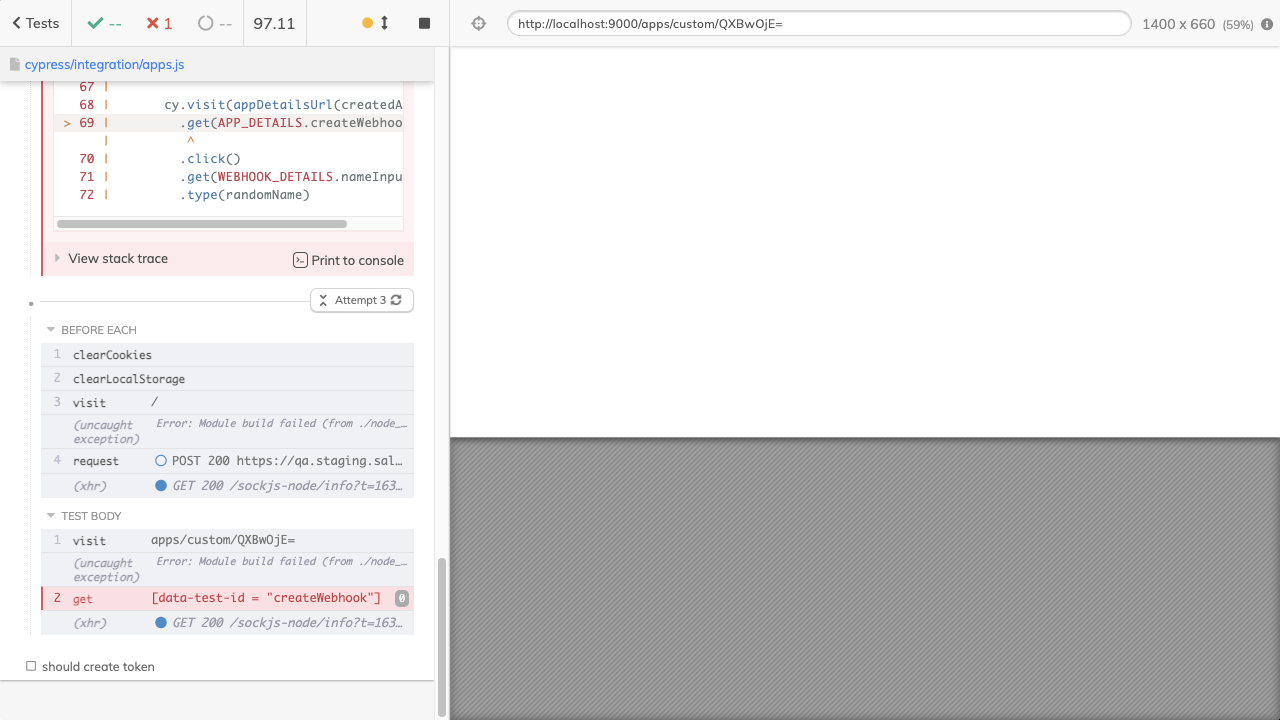 Tests
--
1
--
97.11
http://localhost:9000/apps/custom/QXBwOjE=
1400 x 660 (59%)
cypress/integration/apps.js
67 |
68 | cy.visit(appDetailsUrl(createdA
> 69 | .get(APP_DETAILS.createWebhoo
| ^
70 | .click()
71 | .get(WEBHOOK_DETAILS.nameInpu
72 | .type(randomName)
View stack trace
Print to console
Attempt 3
BEFORE EACH
1 clearCookies
2 clearLocalStorage
3 visit /
(uncaught exception) Error: Module build failed (from ./node_…
4 request POST 200 https://qa.staging.sal…
(xhr) GET 200 /sockjs-node/info?t=163…
TEST BODY
1 visit apps/custom/QXBwOjE=
(uncaught exception) Error: Module build failed (from ./node_…
2 get [data-test-id = "createWebhook"] 0
(xhr) GET 200 /sockjs-node/info?t=163…
should create token